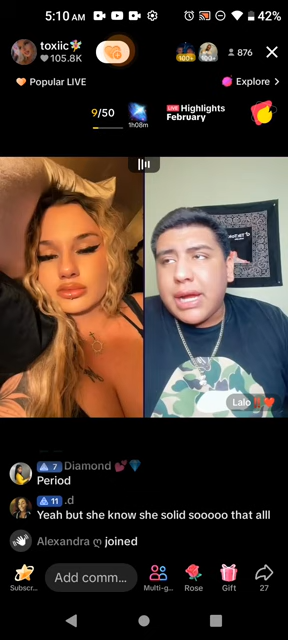 5:10 AM
42%
toxiic
105.8K
100+
100+
876
Popular LIVE
Explore >
9/50
1h08m
LIVE Highlights
February
Lalo
7 Diamond
Period
11 .d
Yeah but she know she solid sooooo that alll
Alexandra ღ joined
Subscr...
Add comm...
Multi-g...
Rose
Gift
27